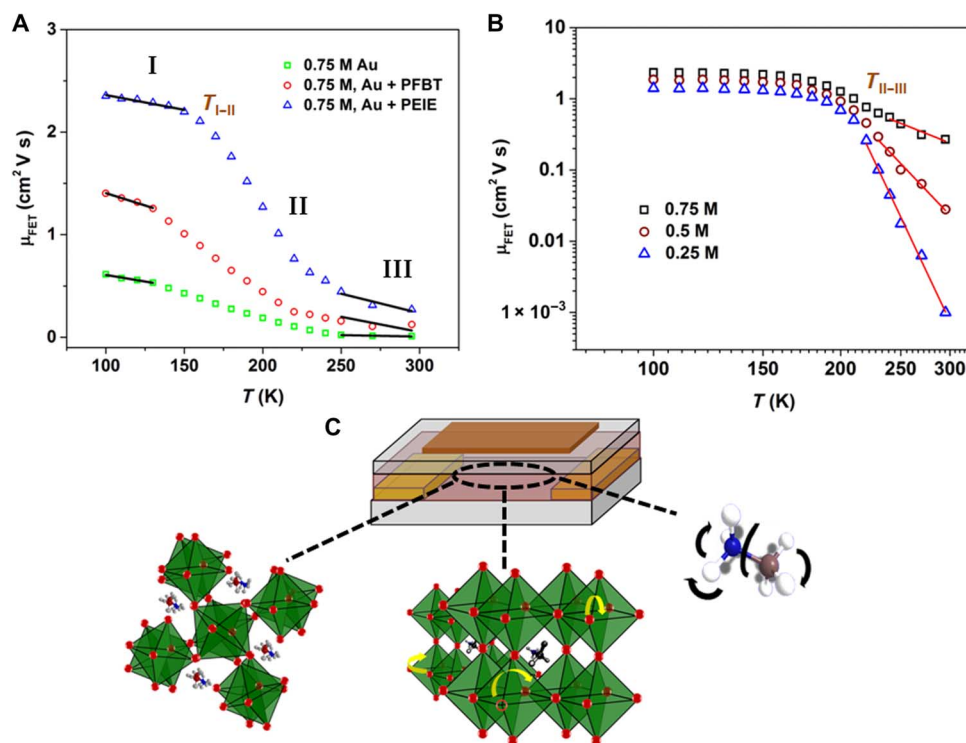 A
3
2
1
0
μFET (cm² V s)
I
TI–II
II
III
0.75 M Au
0.75 M, Au + PFBT
0.75 M, Au + PEIE
100 150 200 250 300
T (K)
B
10
1
0.1
0.01
1 × 10⁻³
μFET (cm² V s)
TII–III
0.75 M
0.5 M
0.25 M
100 150 200 250 300
T (K)
C